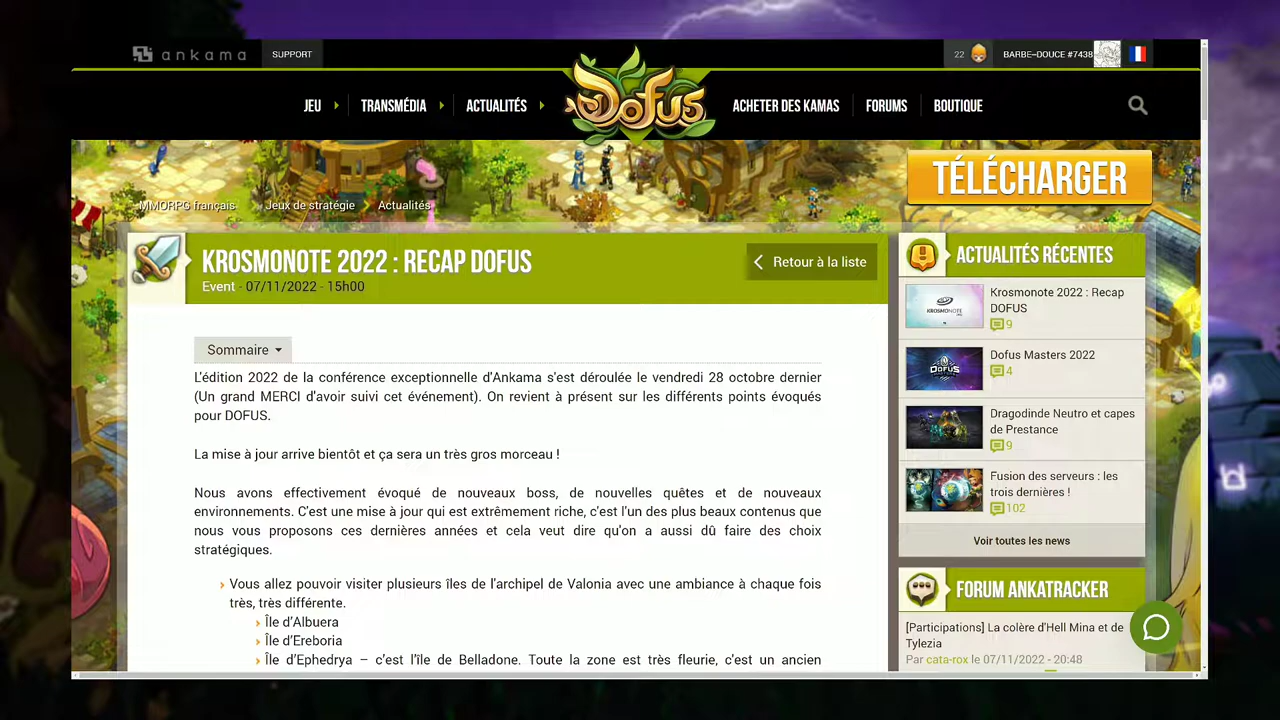 ankama
SUPPORT
22
BARBE-DOUCE #7438
JEU
TRANSMÉDIA
ACTUALITÉS
DOFUS
ACHETER DES KAMAS
FORUMS
BOUTIQUE
TÉLÉCHARGER
MMORPG français
Jeux de stratégie
Actualités
KROSMONOTE 2022 : RECAP DOFUS
Event - 07/11/2022 - 15h00
Retour à la liste
Sommaire
L'édition 2022 de la conférence exceptionnelle d'Ankama s'est déroulée le vendredi 28 octobre dernier
(Un grand MERCI d'avoir suivi cet événement). On revient à présent sur les différents points évoqués
pour DOFUS.
La mise à jour arrive bientôt et ça sera un très gros morceau !
Nous avons effectivement évoqué de nouveaux boss, de nouvelles quêtes et de nouveaux
environnements. C'est une mise à jour qui est extrêmement riche, c'est l'un des plus beaux contenus que
nous vous proposons ces dernières années et cela veut dire qu'on a aussi dû faire des choix
stratégiques.
Vous allez pouvoir visiter plusieurs îles de l'archipel de Valonia avec une ambiance à chaque fois
très, très différente.
Île d'Albuera
Île d'Ereboria
Île d'Ephedrya – c'est l'île de Belladone. Toute la zone est très fleurie, c'est un ancien
ACTUALITÉS RÉCENTES
KROSMONOTE
Krosmonote 2022 : Recap
DOFUS
9
DOFUS
Dofus Masters 2022
4
Dragodinde Neutro et capes
de Prestance
9
Fusion des serveurs : les
trois dernières !
102
Voir toutes les news
FORUM ANKATRACKER
[Participations] La colère d'Hell Mina et de
Tylezia
Par cata-rox le 07/11/2022 - 20:48